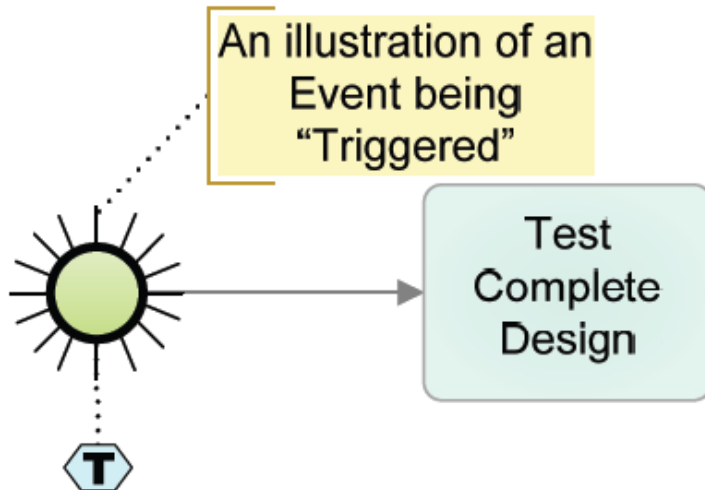 An illustration of an
Event being
“Triggered”
Test
Complete
Design
T